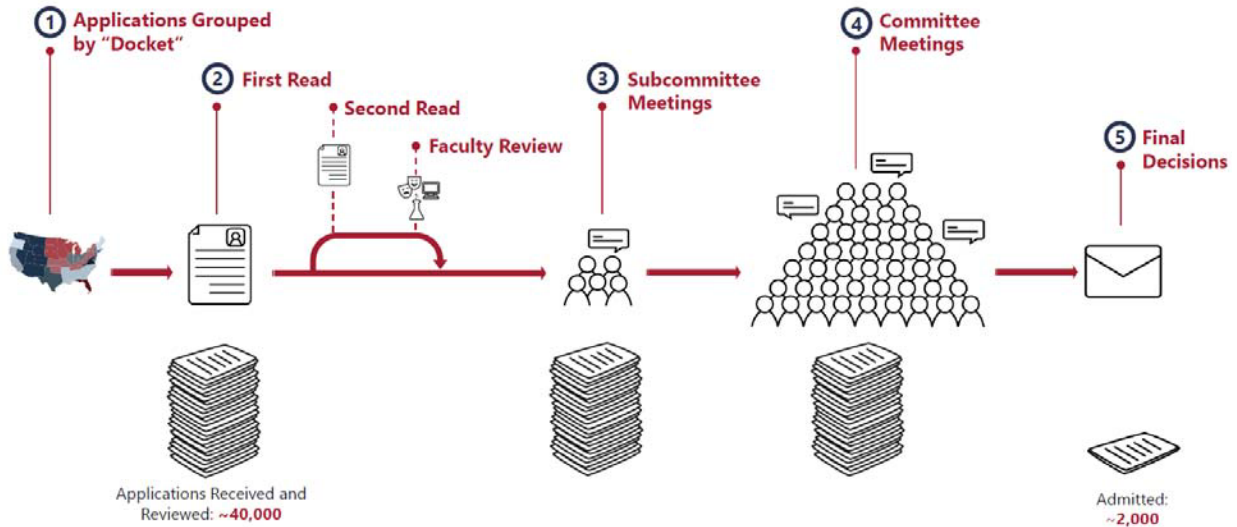 1 Applications Grouped
by “Docket“
2 First Read
Second Read
Faculty Review
3 Subcommittee
Meetings
4 Committee
Meetings
5 Final
Decisions
Applications Received and
Reviewed: ~40,000
Admitted:
~2,000